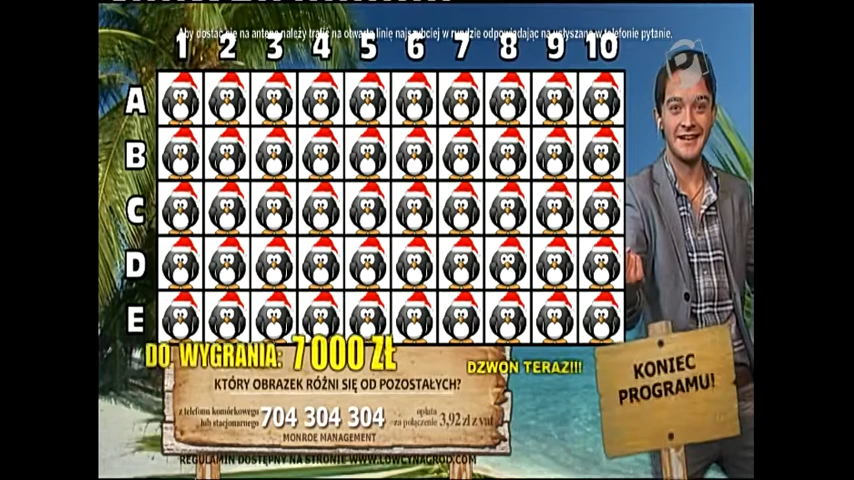 Aby dostać się na antenę należy trafić na otwartą linię najszybciej w rundzie odpowiadając na usłyszane w telefonie pytanie.
1 2 3 4 5 6 7 8 9 10
A
B
C
D
E
DO WYGRANIA: 7 000 ZŁ
DZWOŃ TERAZ!!!
KTÓRY OBRAZEK RÓŻNI SIĘ OD POZOSTAŁYCH?
z telefonu komórkowego
lub stacjonarnego
704 304 304
opłata
za połączenie 3,92 zł z vat
MONROE MANAGEMENT
REGULAMIN DOSTĘPNY NA STRONIE WWW.LOWCYNAGROD.COM
KONIEC
PROGRAMU!